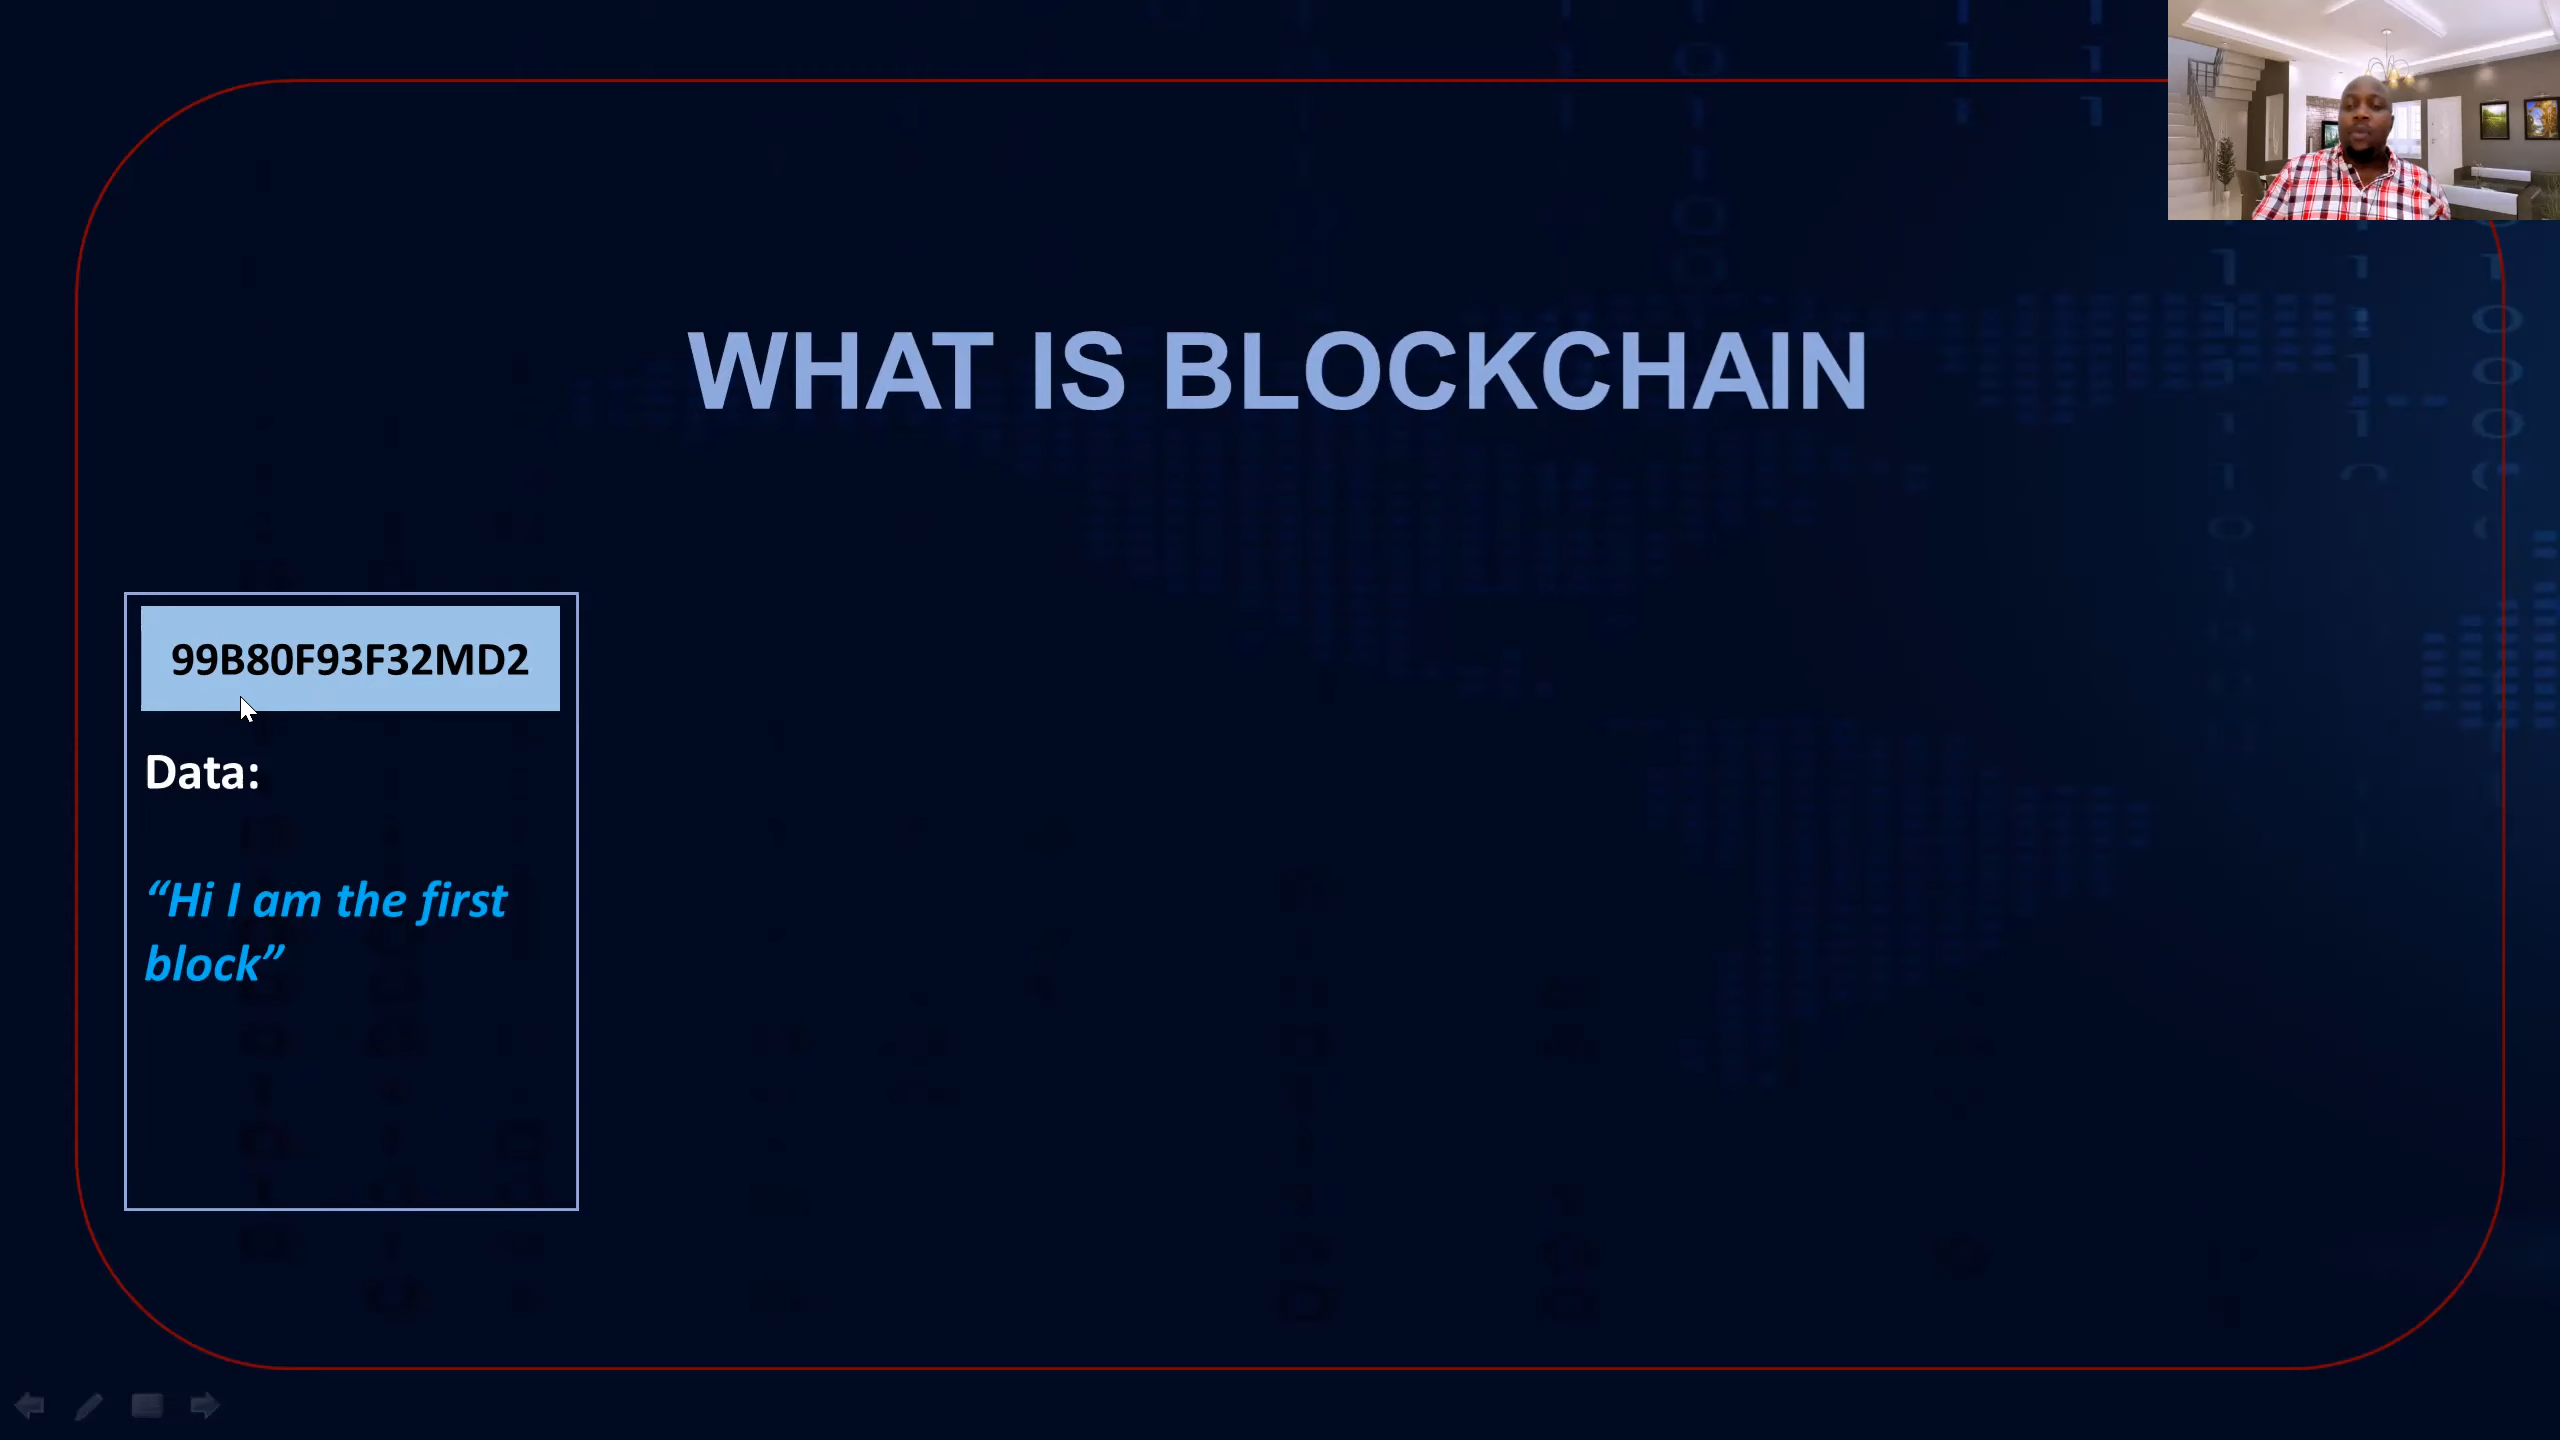 WHAT IS BLOCKCHAIN
99B80F93F32MD2
Data:
“Hi I am the first
block”